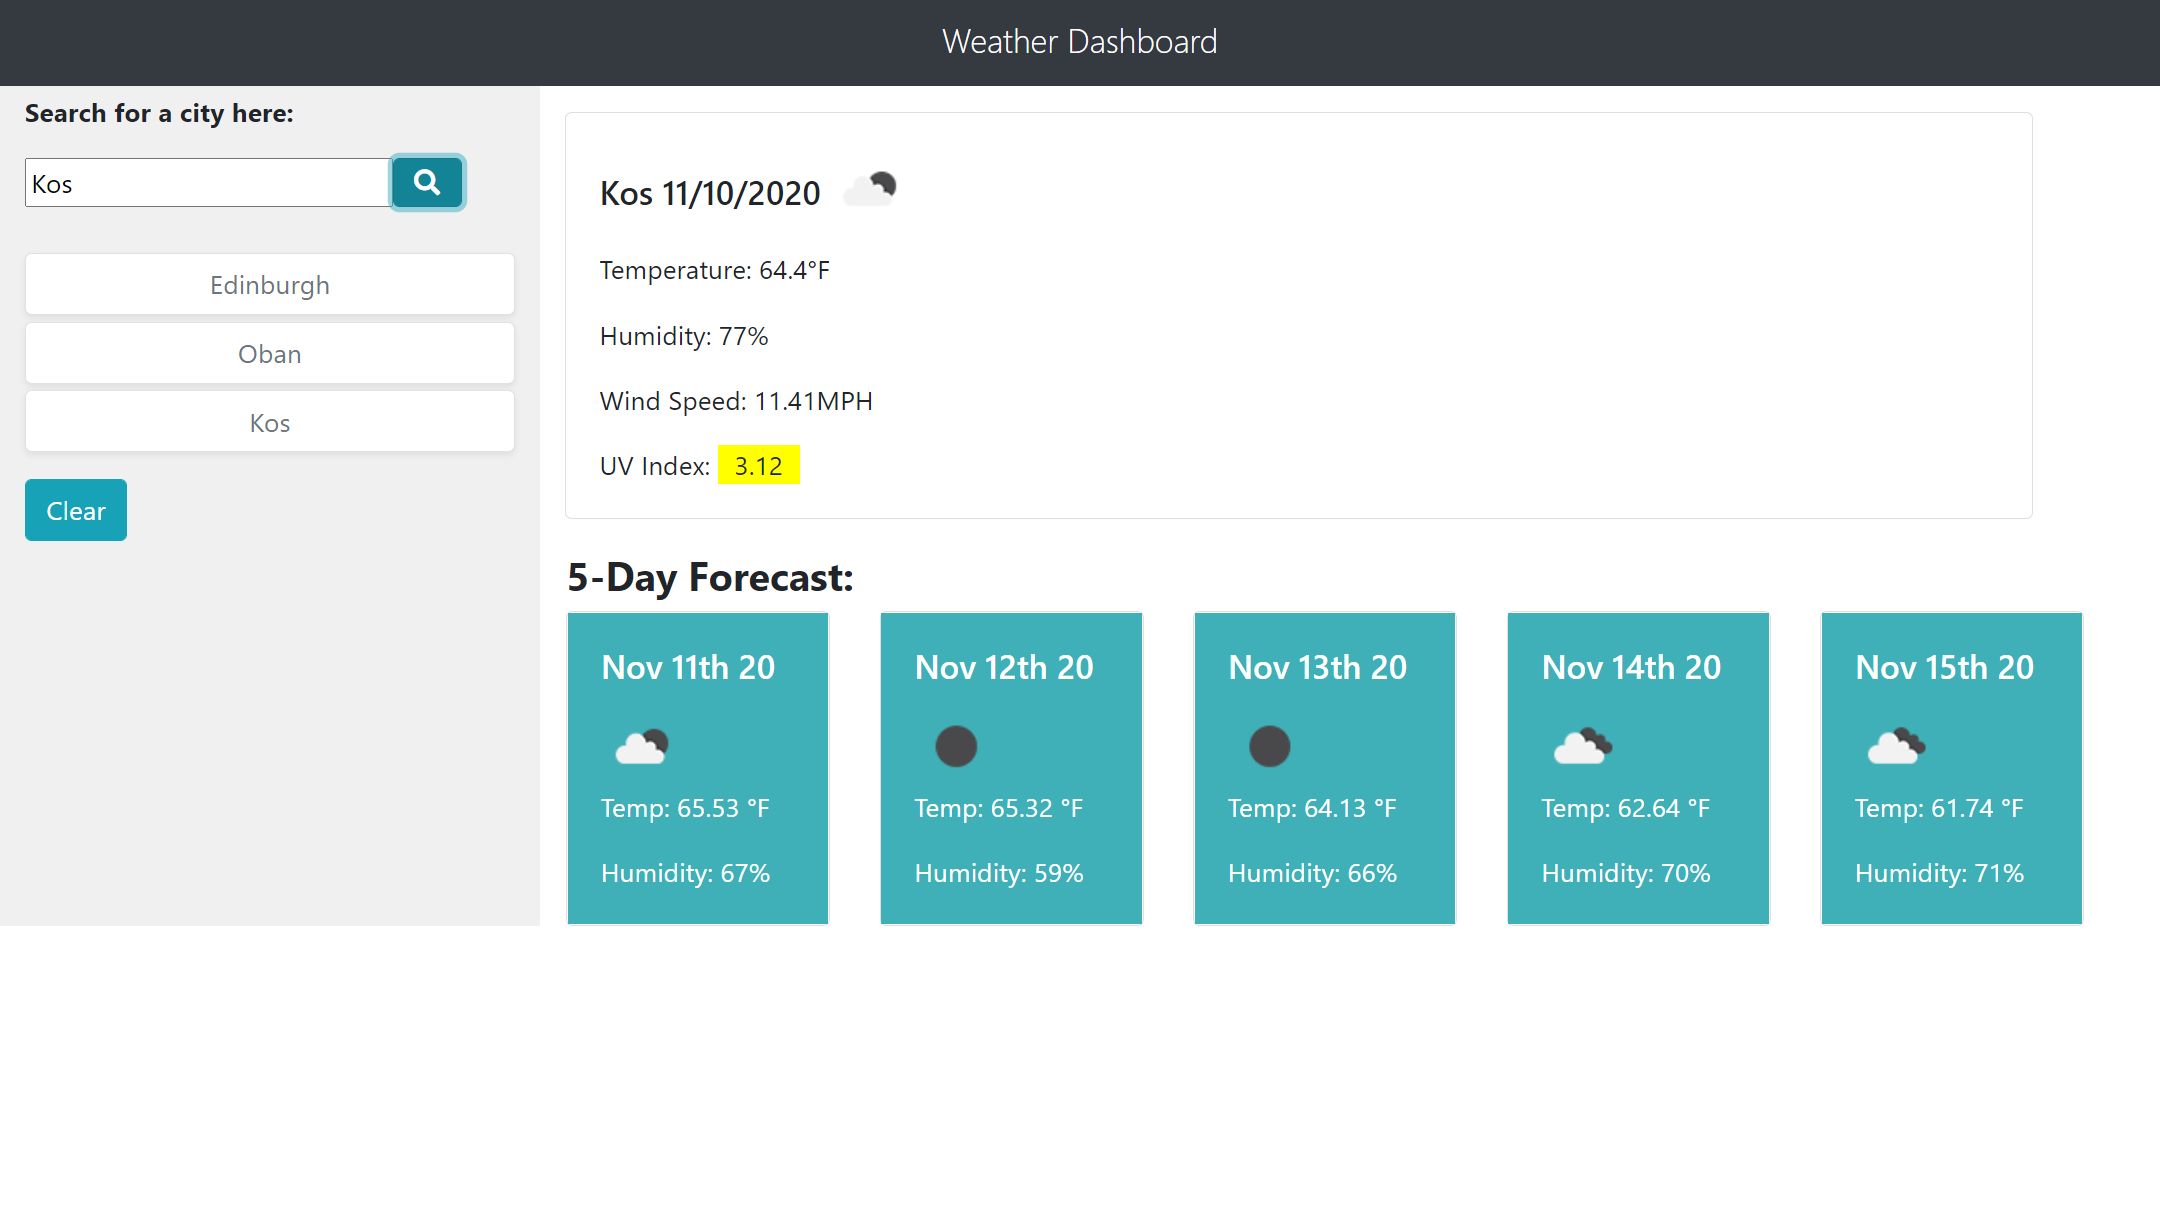 Weather Dashboard
Search for a city here:
Kos
Edinburgh
Oban
Kos
Clear
Kos 11/10/2020
Temperature: 64.4°F
Humidity: 77%
Wind Speed: 11.41MPH
UV Index: 3.12
5-Day Forecast:
Nov 11th 20
Temp: 65.53 °F
Humidity: 67%
Nov 12th 20
Temp: 65.32 °F
Humidity: 59%
Nov 13th 20
Temp: 64.13 °F
Humidity: 66%
Nov 14th 20
Temp: 62.64 °F
Humidity: 70%
Nov 15th 20
Temp: 61.74 °F
Humidity: 71%